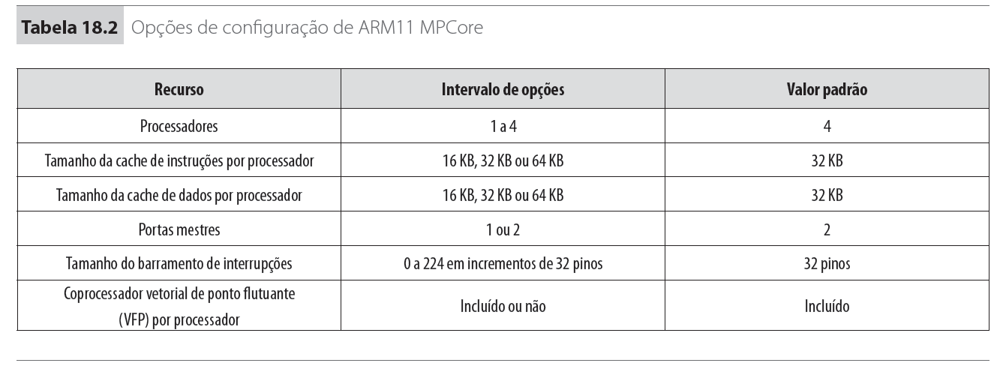 Tabela 18.2 Opções de configuração de ARM11 MPCore
Recurso Intervalo de opções Valor padrão
Processadores 1 a 4 4
Tamanho da cache de instruções por processador 16 KB, 32 KB ou 64 KB 32 KB
Tamanho da cache de dados por processador 16 KB, 32 KB ou 64 KB 32 KB
Portas mestres 1 ou 2 2
Tamanho do barramento de interrupções 0 a 224 em incrementos de 32 pinos 32 pinos
Coprocessador vetorial de ponto flutuante
(VFP) por processador Incluído ou não Incluído